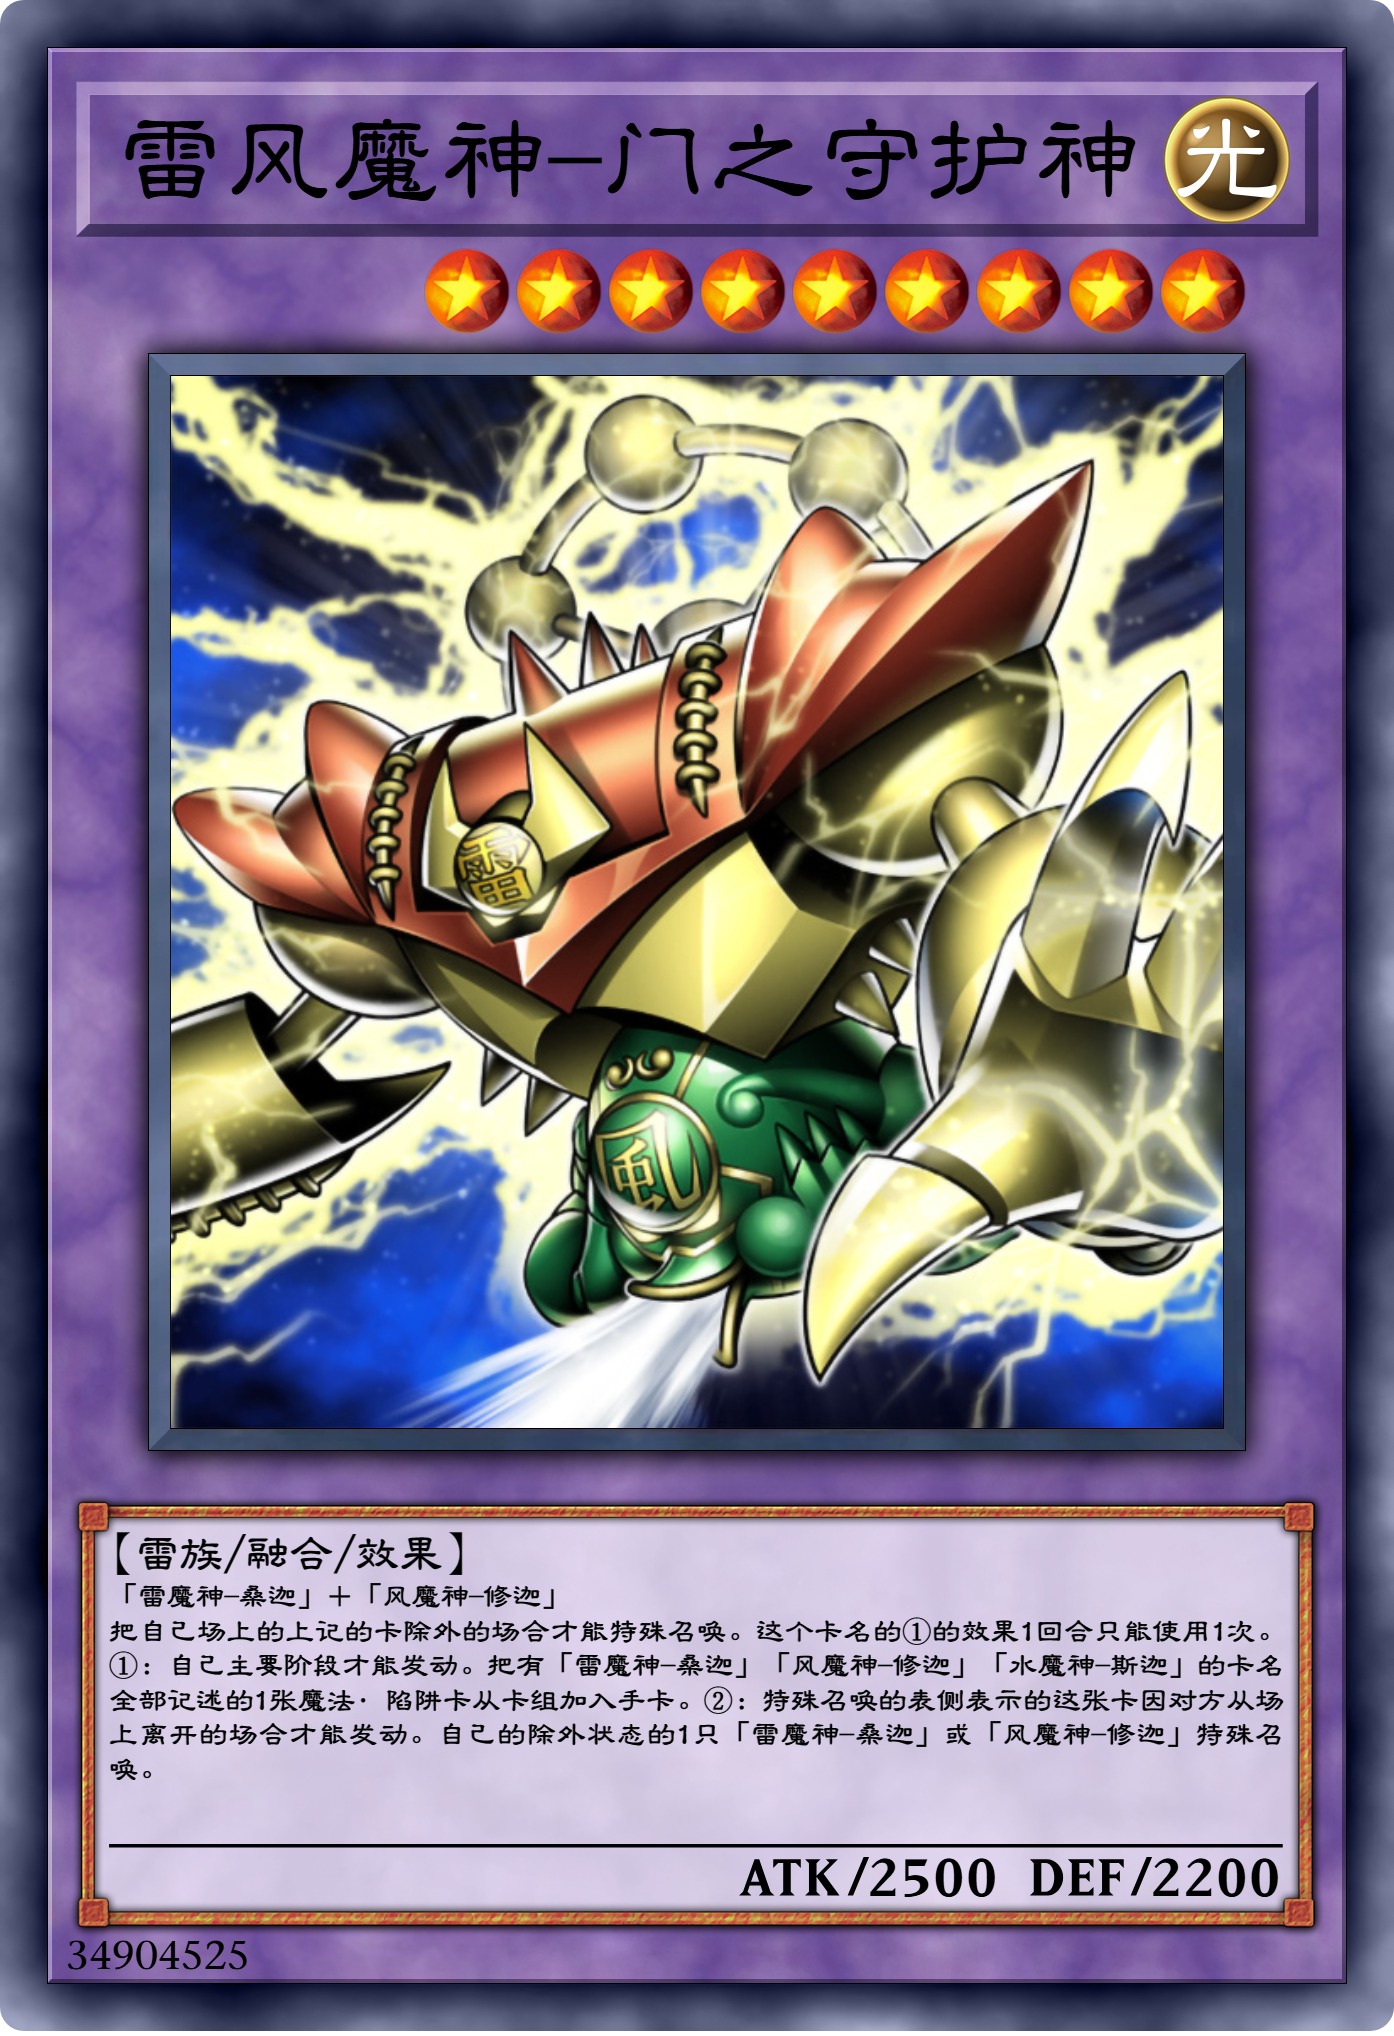 雷风魔神-门之守护神
光
雷
風
【雷族/融合/效果】
「雷魔神-桑迦」＋「风魔神-修迦」
把自己场上的上记的卡除外的场合才能特殊召唤。这个卡名的①的效果1回合只能使用1次。
①：自己主要阶段才能发动。把有「雷魔神-桑迦」「风魔神-修迦」「水魔神-斯迦」的卡名
全部记述的1张魔法·陷阱卡从卡组加入手卡。②：特殊召唤的表侧表示的这张卡因对方从场
上离开的场合才能发动。自己的除外状态的1只「雷魔神-桑迦」或「风魔神-修迦」特殊召
唤。
ATK/2500 DEF/2200
34904525